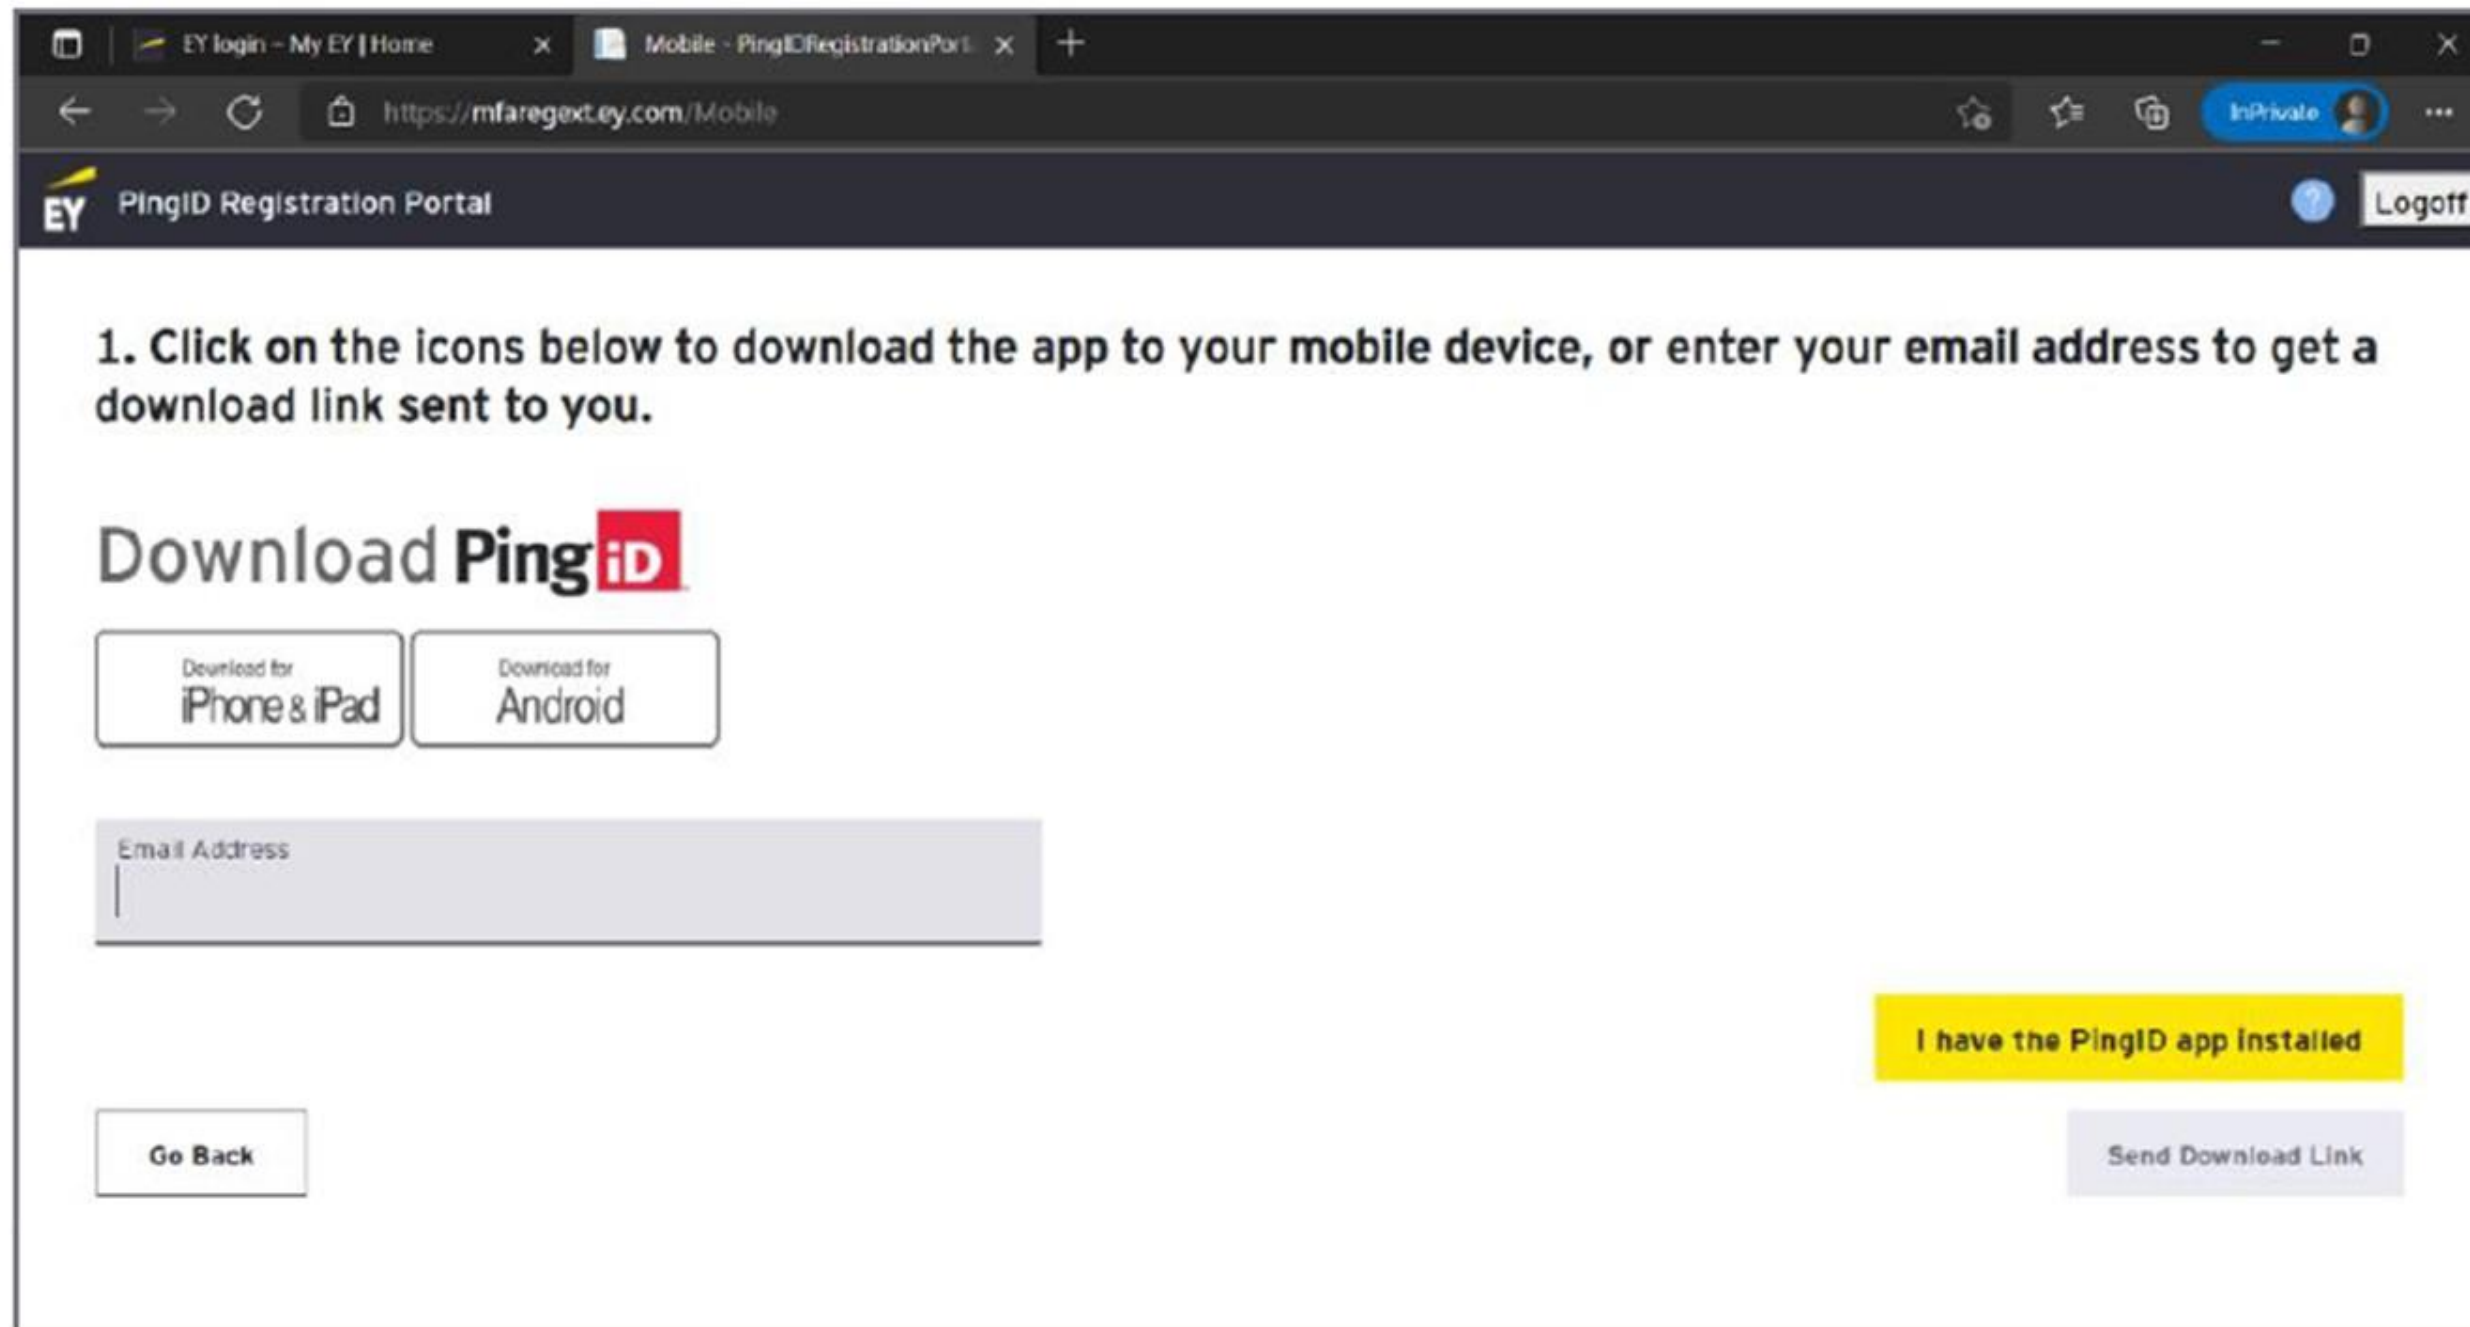 EY login – My EY | Home
Mobile - PingIDRegistrationPort
https://mfaregext.ey.com/Mobile
InPrivate
EY PingID Registration Portal
?
Logoff
1. Click on the icons below to download the app to your mobile device, or enter your email address to get a
download link sent to you.
Download Ping iD
Download for
iPhone & iPad
Download for
Android
Email Address
I have the PingID app installed
Go Back
Send Download Link